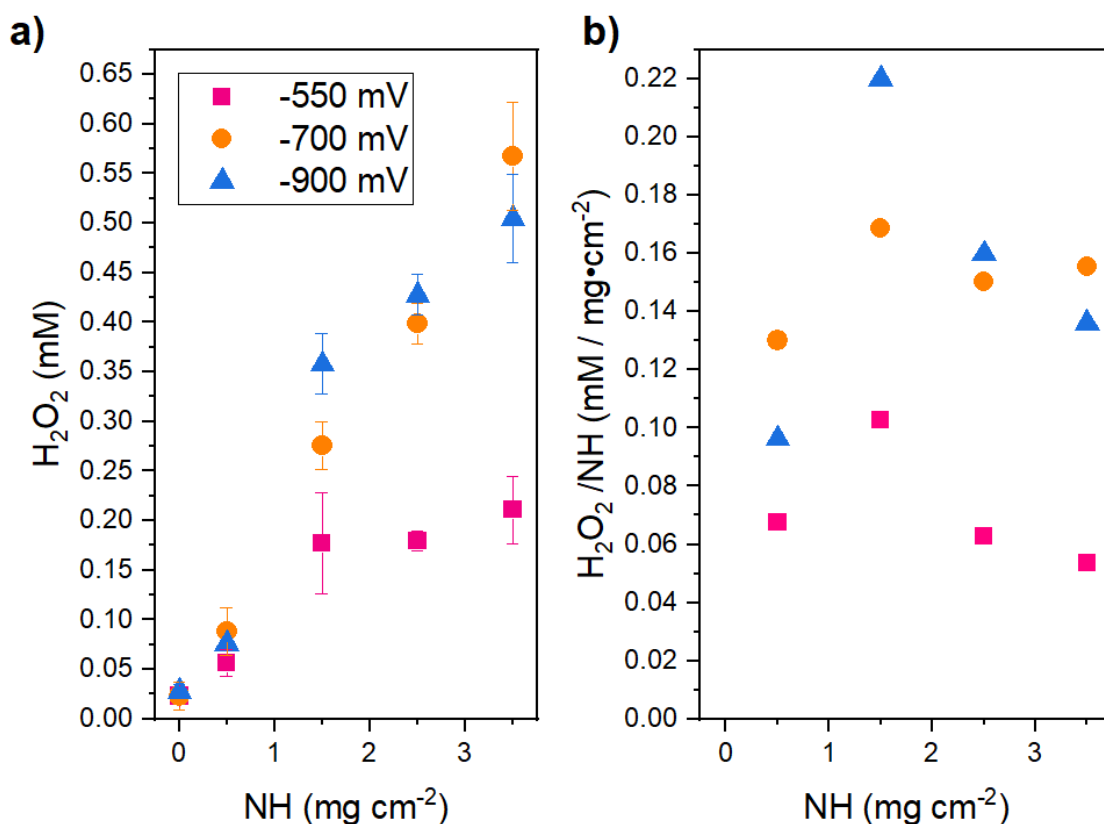 a)
H₂O₂ (mM)
0.65
0.60
0.55
0.50
0.45
0.40
0.35
0.30
0.25
0.20
0.15
0.10
0.05
0.00
-550 mV
-700 mV
-900 mV
0 1 2 3
NH (mg cm⁻²)
b)
H₂O₂ /NH (mM / mg•cm⁻²)
0.22
0.20
0.18
0.16
0.14
0.12
0.10
0.08
0.06
0.04
0.02
0.00
0 1 2 3
NH (mg cm⁻²)